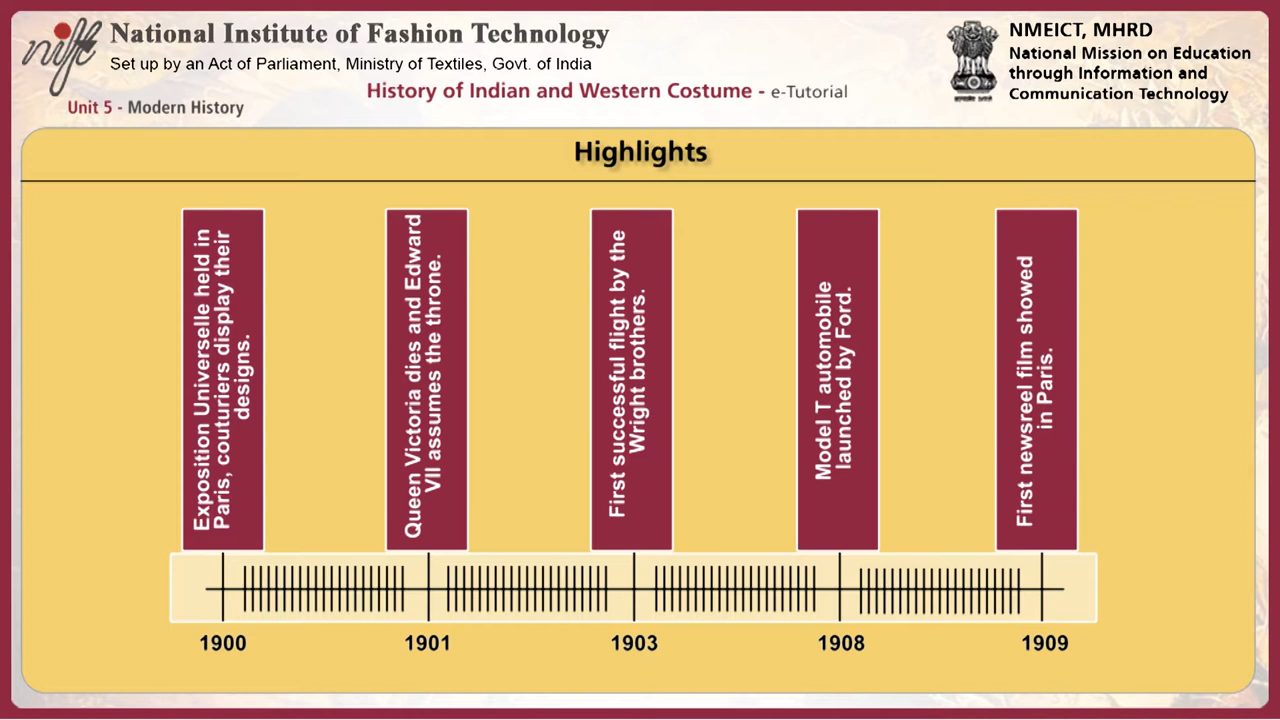 nift
National Institute of Fashion Technology
Set up by an Act of Parliament, Ministry of Textiles, Govt. of India
History of Indian and Western Costume - e-Tutorial
Unit 5 - Modern History
NMEICT, MHRD
National Mission on Education
through Information and
Communication Technology
Highlights
Exposition Universelle held in
Paris, couturiers display their
designs.
Queen Victoria dies and Edward
VII assumes the throne.
First successful flight by the
Wright brothers.
Model T automobile
launched by Ford.
First newsreel film showed
in Paris.
1900
1901
1903
1908
1909